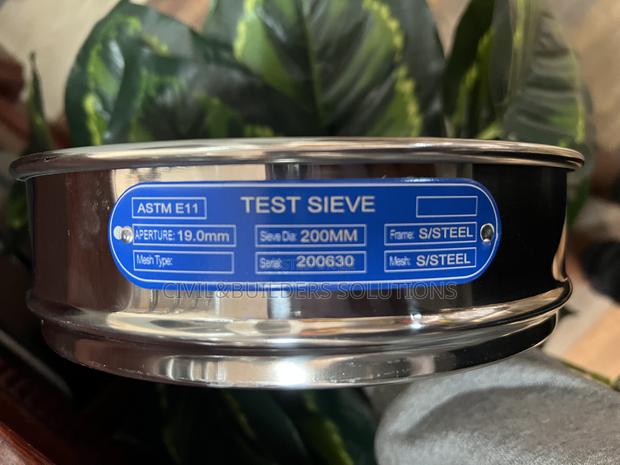 ASTM E11 TEST SIEVE
APERTURE: 19.0mm Sieve Dia: 200MM Frame: S/STEEL
Mesh Type: Serial: 200630 Mesh: S/STEEL
CIVIL&BUILDERS SOLUTIONS